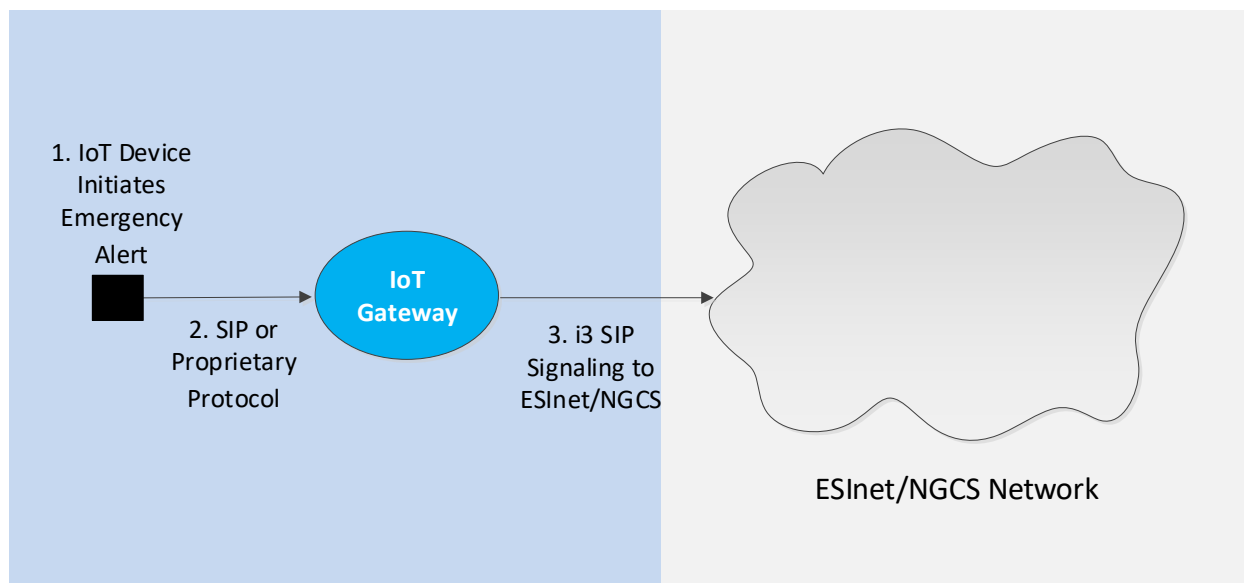 1. IoT Device
Initiates
Emergency
Alert
2. SIP or
Proprietary
Protocol
IoT
Gateway
3. i3 SIP
Signaling to
ESInet/NGCS
ESInet/NGCS Network